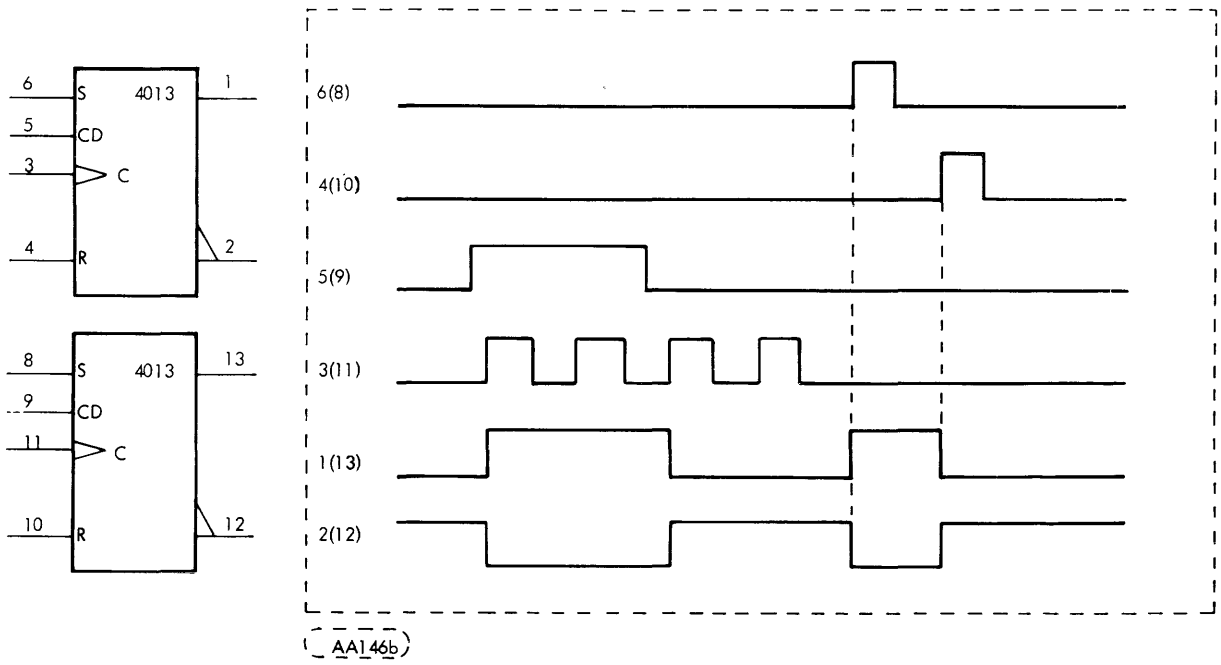 6 S 4013 1
5 CD
3 C
4 R 2
8 S 4013 13
9 CD
11 C
10 R 12
6(8)
4(10)
5(9)
3(11)
1(13)
2(12)
AA146b